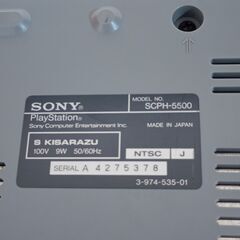 SONY
MODEL NO.
SCPH-5500
PlayStation®
Sony Computer Entertainment Inc.
MADE IN JAPAN
S KISARAZU
100V 9W 50/60Hz
NTSC J
SERIAL A 4275378
3-974-535-01